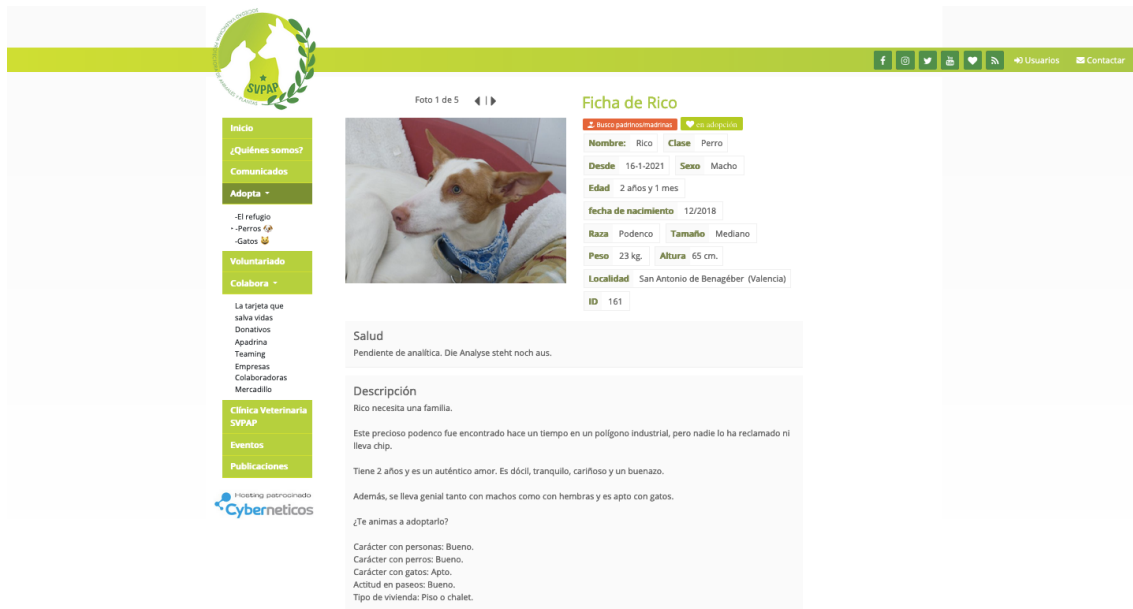 SVPAP
Usuarios
Contactar
Inicio
¿Quiénes somos?
Comunicados
Adopta
-El refugio
-Perros
-Gatos
Voluntariado
Colabora
La tarjeta que
salva vidas
Donativos
Apadrina
Teaming
Empresas
Colaboradoras
Mercadillo
Clínica Veterinaria
SVPAP
Eventos
Publicaciones
Hosting patrocinado
Cyberneticos
Foto 1 de 5 |
Ficha de Rico
Busco padrinos/madrinas en adopción
Nombre: Rico Clase Perro
Desde 16-1-2021 Sexo Macho
Edad 2 años y 1 mes
fecha de nacimiento 12/2018
Raza Podenco Tamaño Mediano
Peso 23 kg. Altura 65 cm.
Localidad San Antonio de Benagéber (Valencia)
ID 161
Salud
Pendiente de analítica. Die Analyse steht noch aus.
Descripción
Rico necesita una familia.
Este precioso podenco fue encontrado hace un tiempo en un polígono industrial, pero nadie lo ha reclamado ni
lleva chip.
Tiene 2 años y es un auténtico amor. Es dócil, tranquilo, cariñoso y un buenazo.
Además, se lleva genial tanto con machos como con hembras y es apto con gatos.
¿Te animas a adoptarlo?
Carácter con personas: Bueno.
Carácter con perros: Bueno.
Carácter con gatos: Apto.
Actitud en paseos: Bueno.
Tipo de vivienda: Piso o chalet.